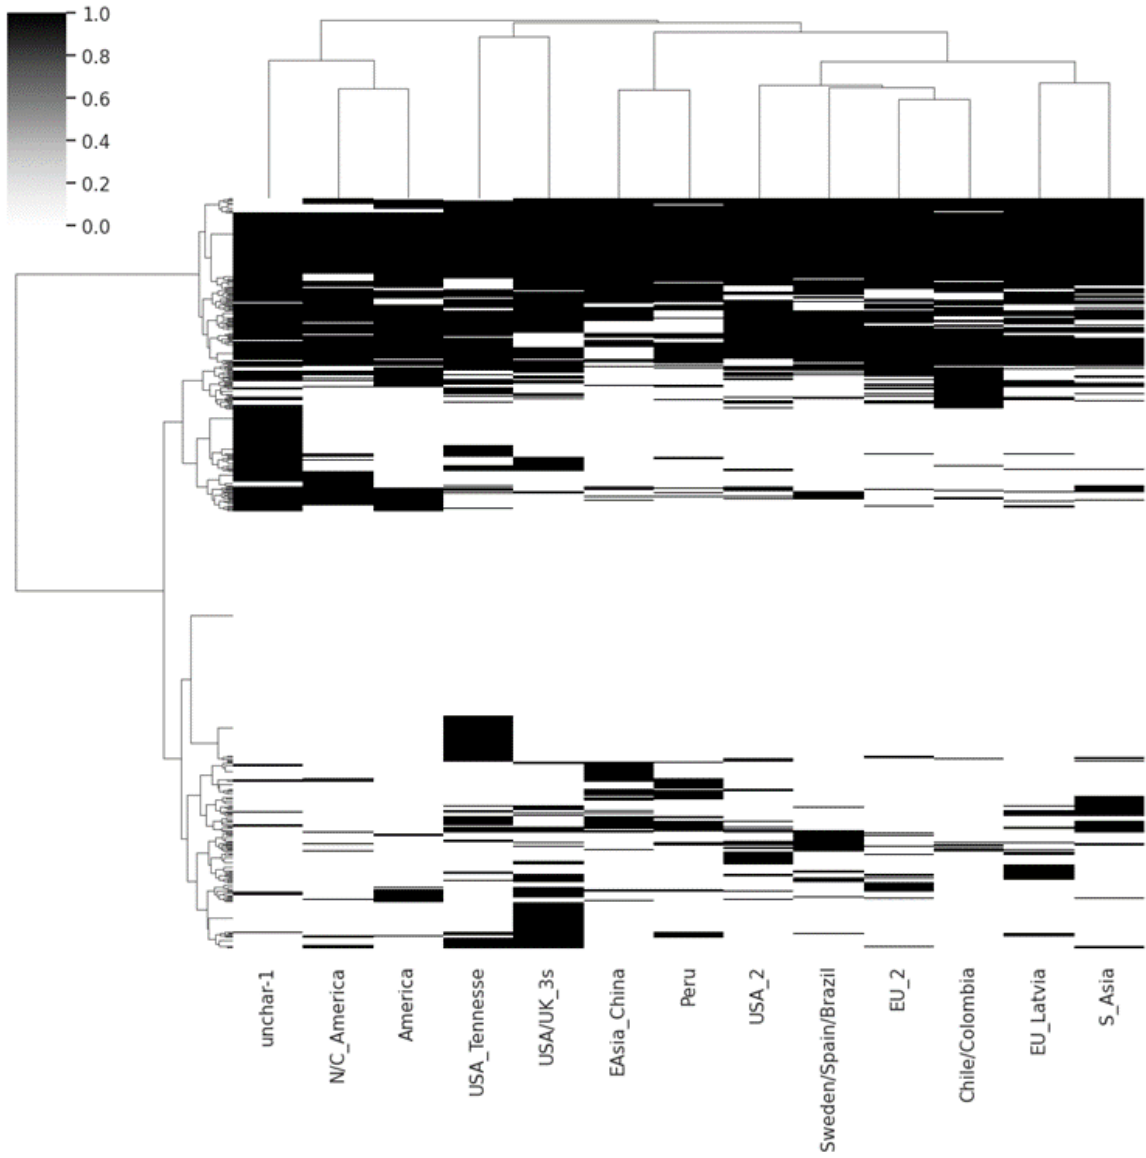 1.0
0.8
0.6
0.4
0.2
0.0
unchar-1
N/C_America
America
USA_Tennesse
USA/UK_3s
EAsia_China
Peru
USA_2
Sweden/Spain/Brazil
EU_2
Chile/Colombia
EU_Latvia
S_Asia